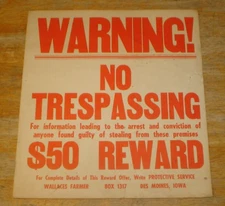 WARNING!
NO
TRESPASSING
For information leading to the arrest and conviction of
anyone found guilty of stealing from these premises
$50 REWARD
For Complete Details of This Reward Offer, Write PROTECTIVE SERVICE
WALLACES FARMER BOX 1317 DES MOINES, IOWA